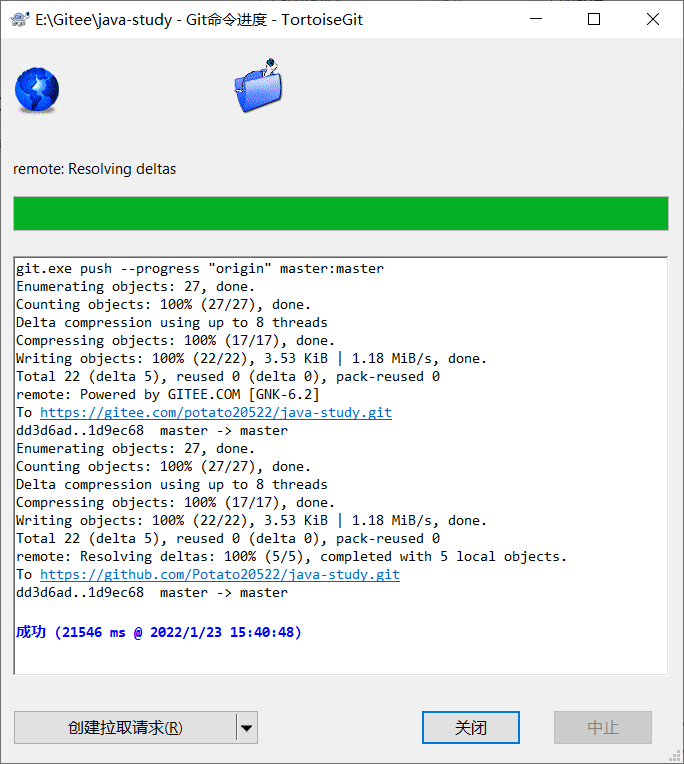 E:\Gitee\java-study - Git命令进度 - TortoiseGit
remote: Resolving deltas
git.exe push --progress "origin" master:master
Enumerating objects: 27, done.
Counting objects: 100% (27/27), done.
Delta compression using up to 8 threads
Compressing objects: 100% (17/17), done.
Writing objects: 100% (22/22), 3.53 KiB | 1.18 MiB/s, done.
Total 22 (delta 5), reused 0 (delta 0), pack-reused 0
remote: Powered by GITEE.COM [GNK-6.2]
To https://gitee.com/potato20522/java-study.git
dd3d6ad..1d9ec68  master -> master
Enumerating objects: 27, done.
Counting objects: 100% (27/27), done.
Delta compression using up to 8 threads
Compressing objects: 100% (17/17), done.
Writing objects: 100% (22/22), 3.53 KiB | 1.18 MiB/s, done.
Total 22 (delta 5), reused 0 (delta 0), pack-reused 0
remote: Resolving deltas: 100% (5/5), completed with 5 local objects.
To https://github.com/Potato20522/java-study.git
dd3d6ad..1d9ec68  master -> master
成功 (21546 ms @ 2022/1/23 15:40:48)
创建拉取请求(R) 关闭 中止